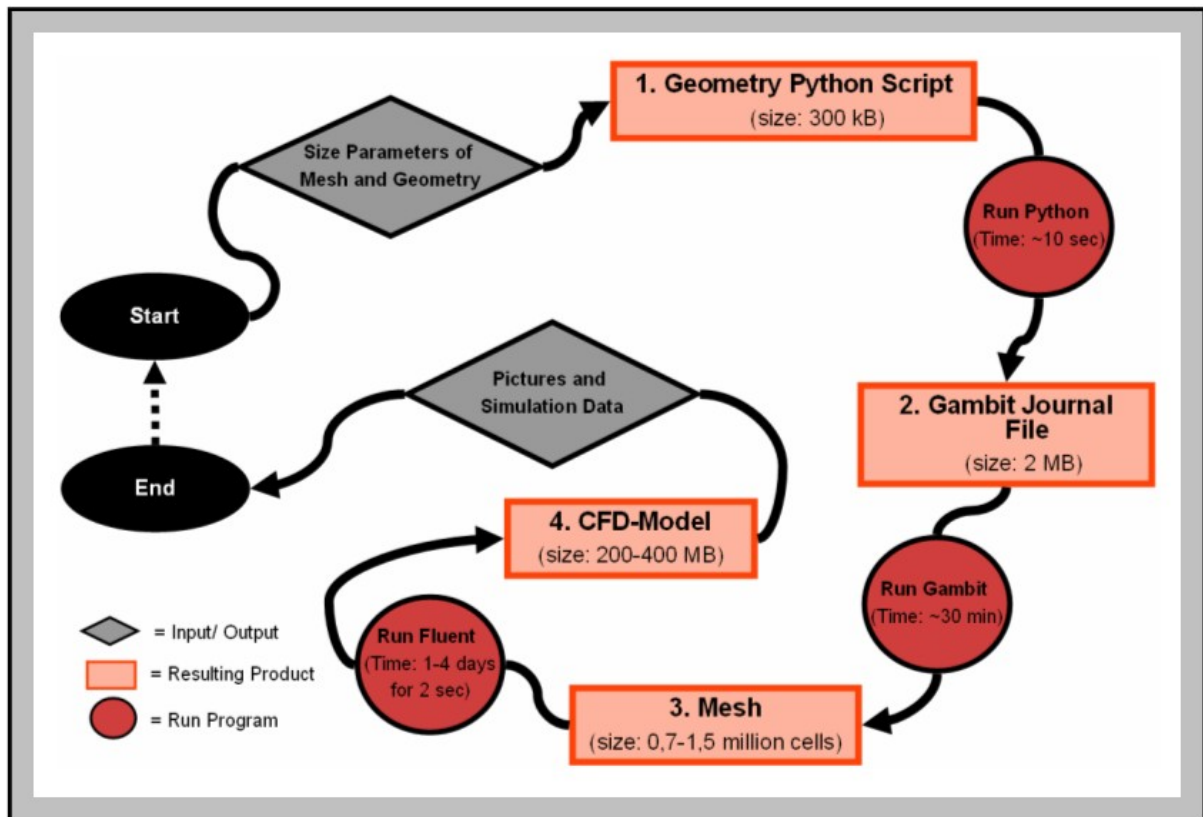 1. Geometry Python Script
(size: 300 kB)
Size Parameters of
Mesh and Geometry
Run Python
(Time: ~10 sec)
Start
Pictures and
Simulation Data
2. Gambit Journal
File
(size: 2 MB)
End
4. CFD-Model
(size: 200-400 MB)
Run Gambit
(Time: ~30 min)
= Input/ Output
= Resulting Product
= Run Program
Run Fluent
(Time: 1-4 days
for 2 sec)
3. Mesh
(size: 0,7-1,5 million cells)